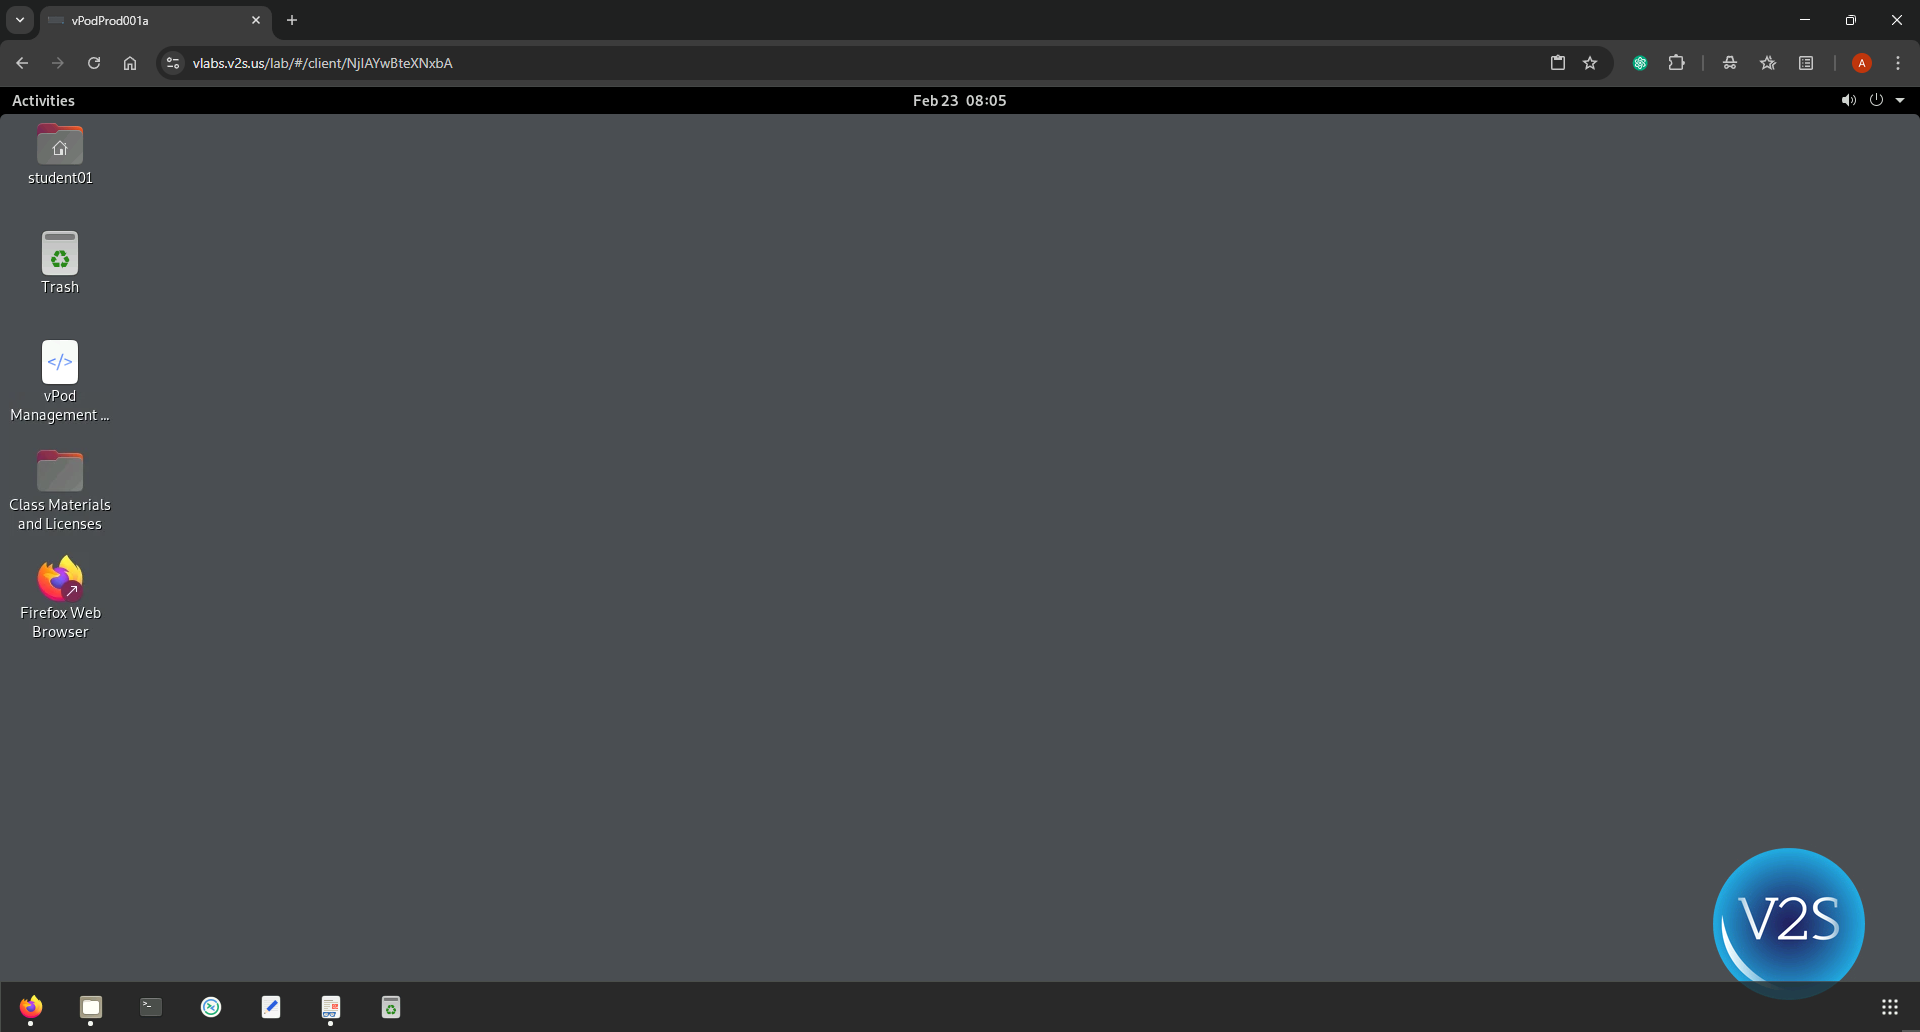 vPodProd001a
vlabs.v2s.us/lab/#/client/NjIAYwBteXNxbA
A
Activities
Feb 23 08:05
student01
Trash
</>
vPod
Management ...
Class Materials
and Licenses
Firefox Web
Browser
V2S
>_